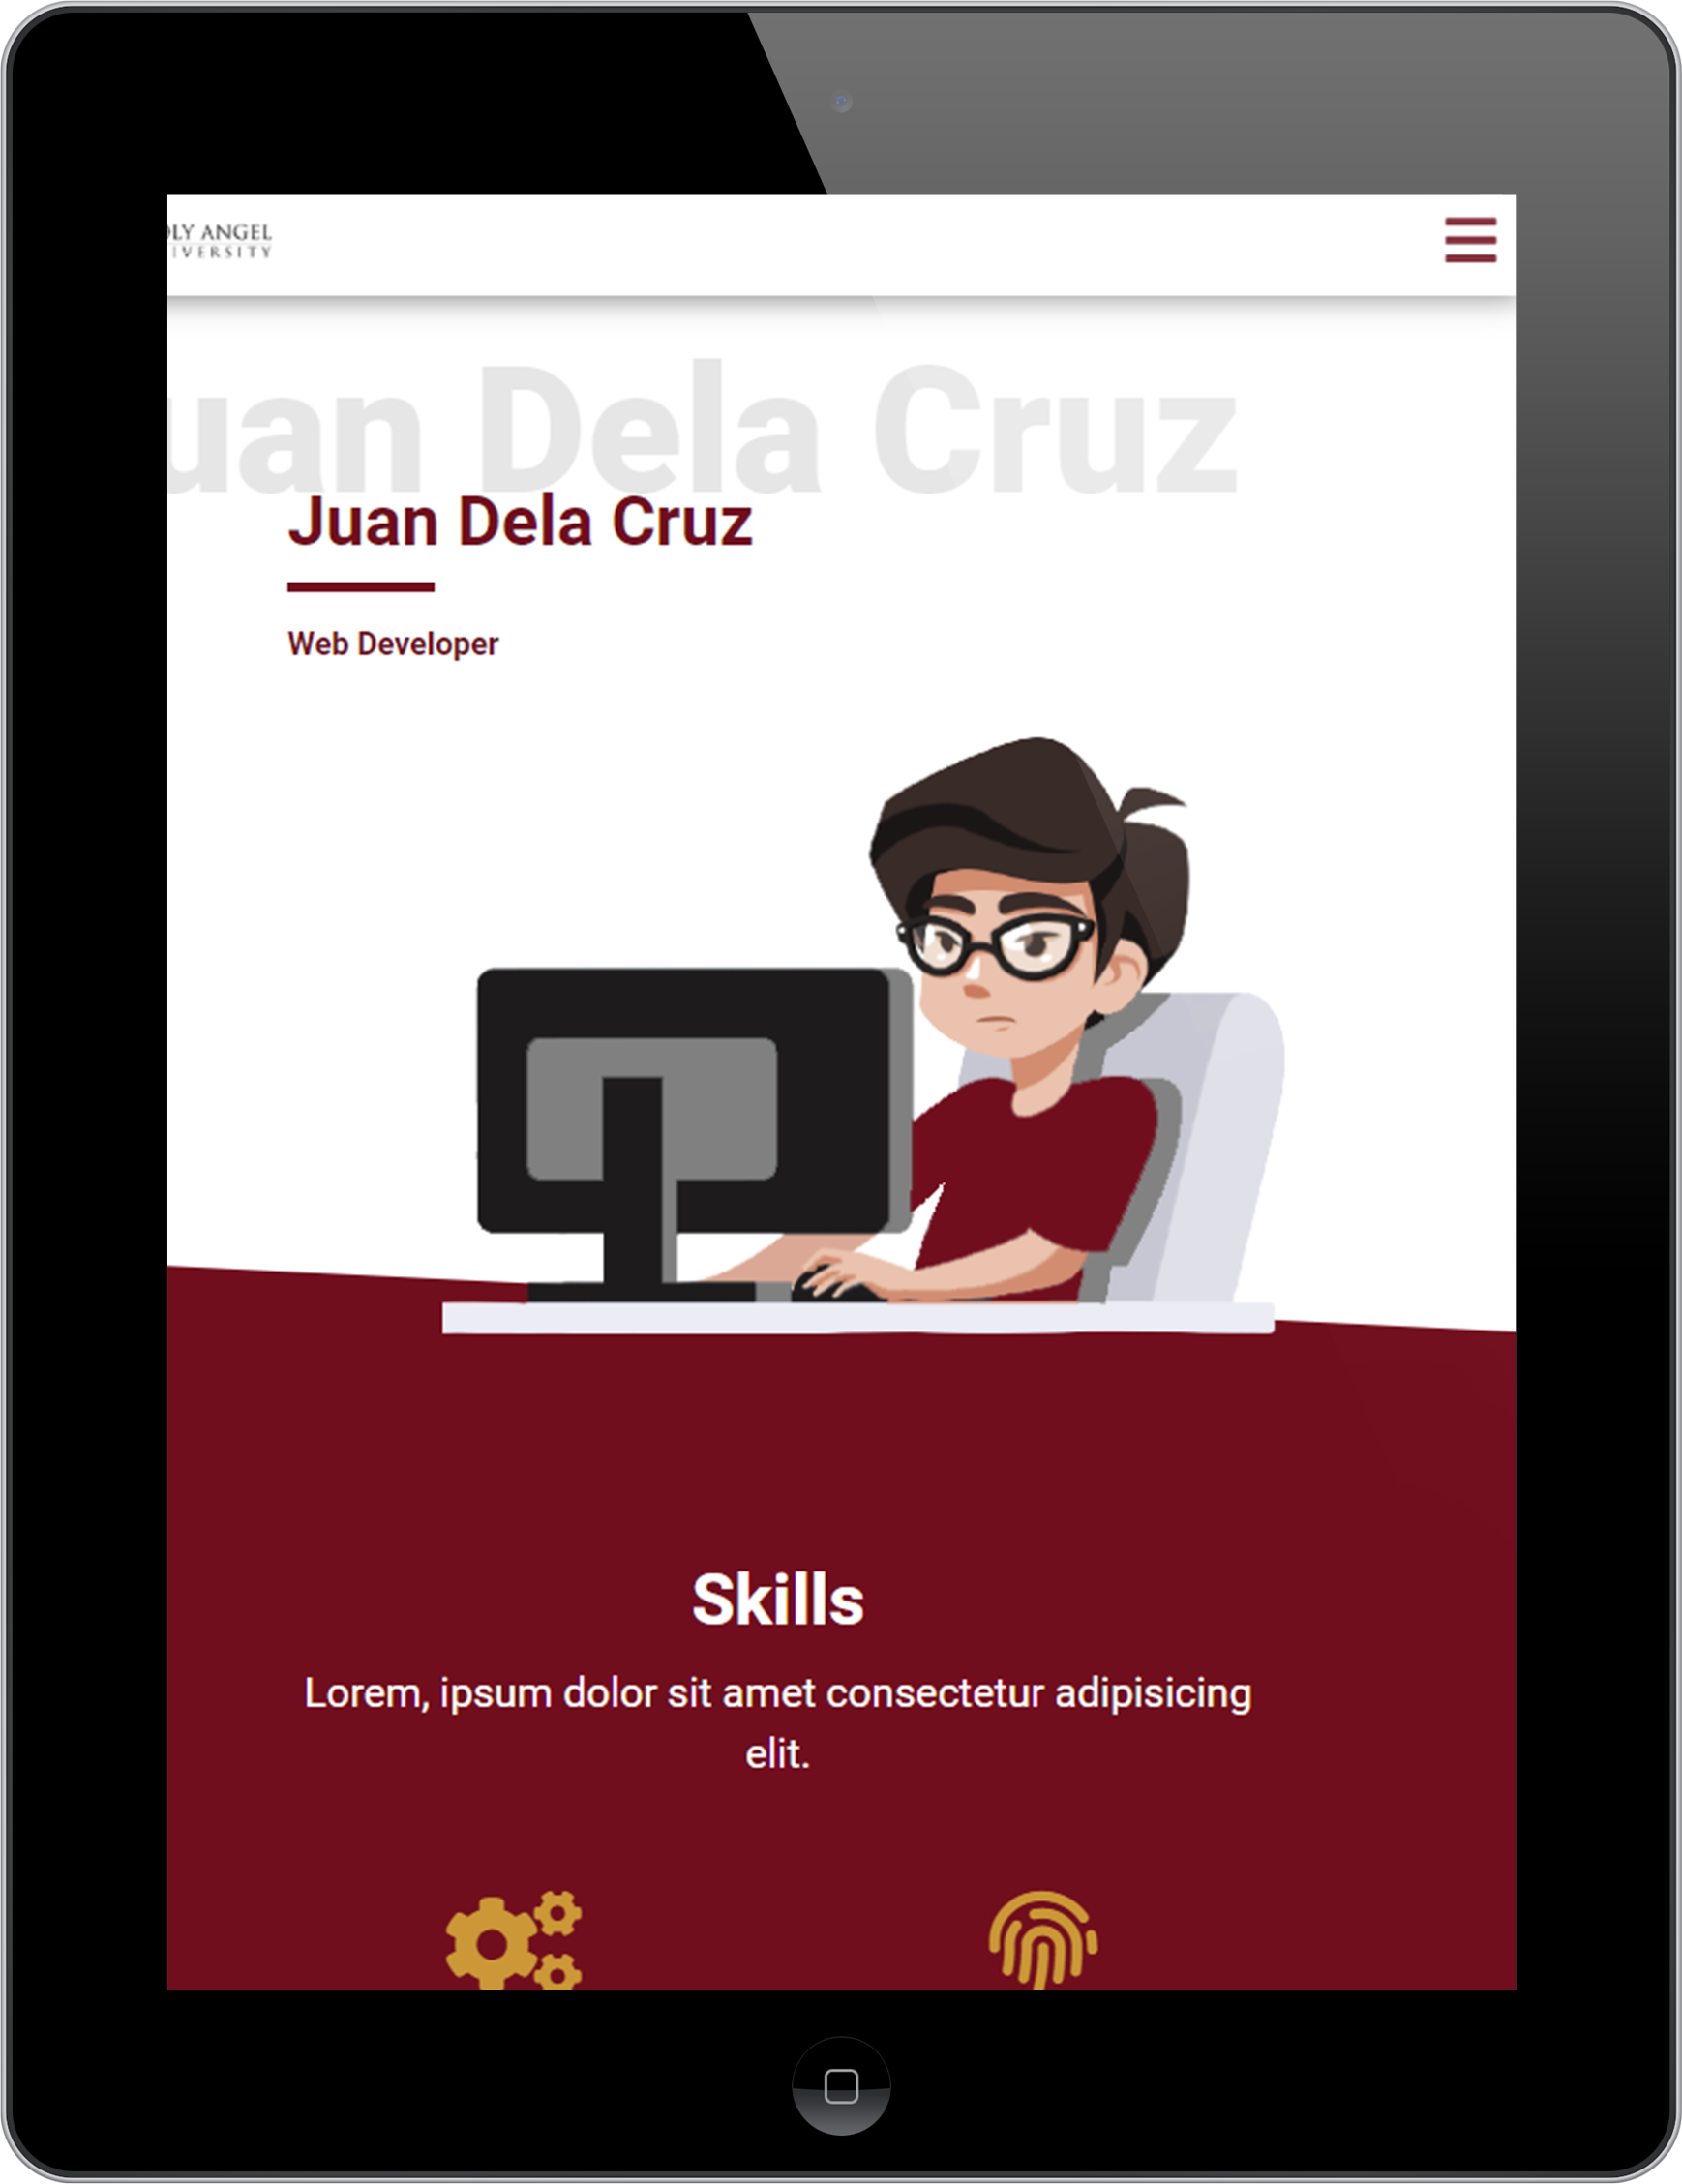 LY ANGEL
IVERSITY
uan Dela Cruz
Juan Dela Cruz
Web Developer
Skills
Lorem, ipsum dolor sit amet consectetur adipisicing
elit.